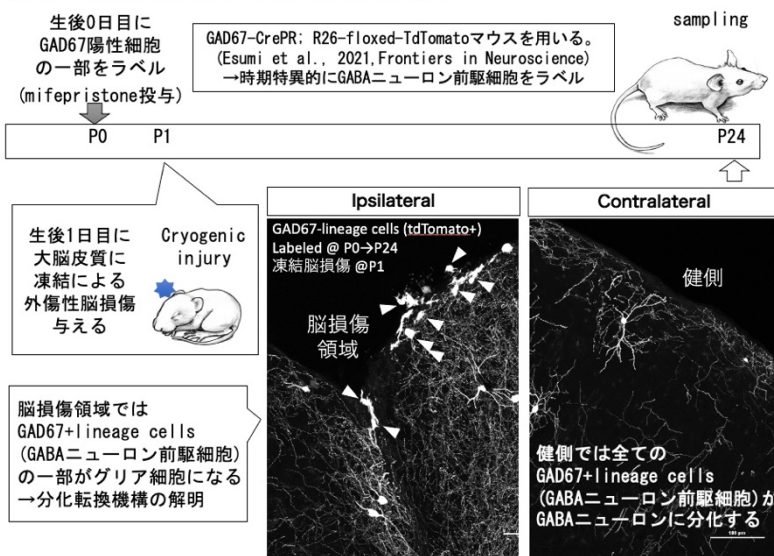 生後0日目に
GAD67陽性細胞
の一部をラベル
(mifepristone投与)
GAD67-CrePR; R26-floxed-TdTomatoマウスを用いる。
(Esumi et al., 2021,Frontiers in Neuroscience)
→時期特異的にGABAニューロン前駆細胞をラベル
sampling
P0
P1
P24
生後1日目に
大脳皮質に
凍結による
外傷性脳損傷
与える
Cryogenic
injury
脳損傷領域では
GAD67+lineage cells
(GABAニューロン前駆細胞)
の一部がグリア細胞になる
→分化転換機構の解明
Ipsilateral
GAD67-lineage cells (tdTomato+)
Labeled @ P0→P24
凍結脳損傷 @P1
脳損傷
領域
Contralateral
健側
健側では全ての
GAD67+lineage cells
(GABAニューロン前駆細胞)が
GABAニューロンに分化する
100 μm